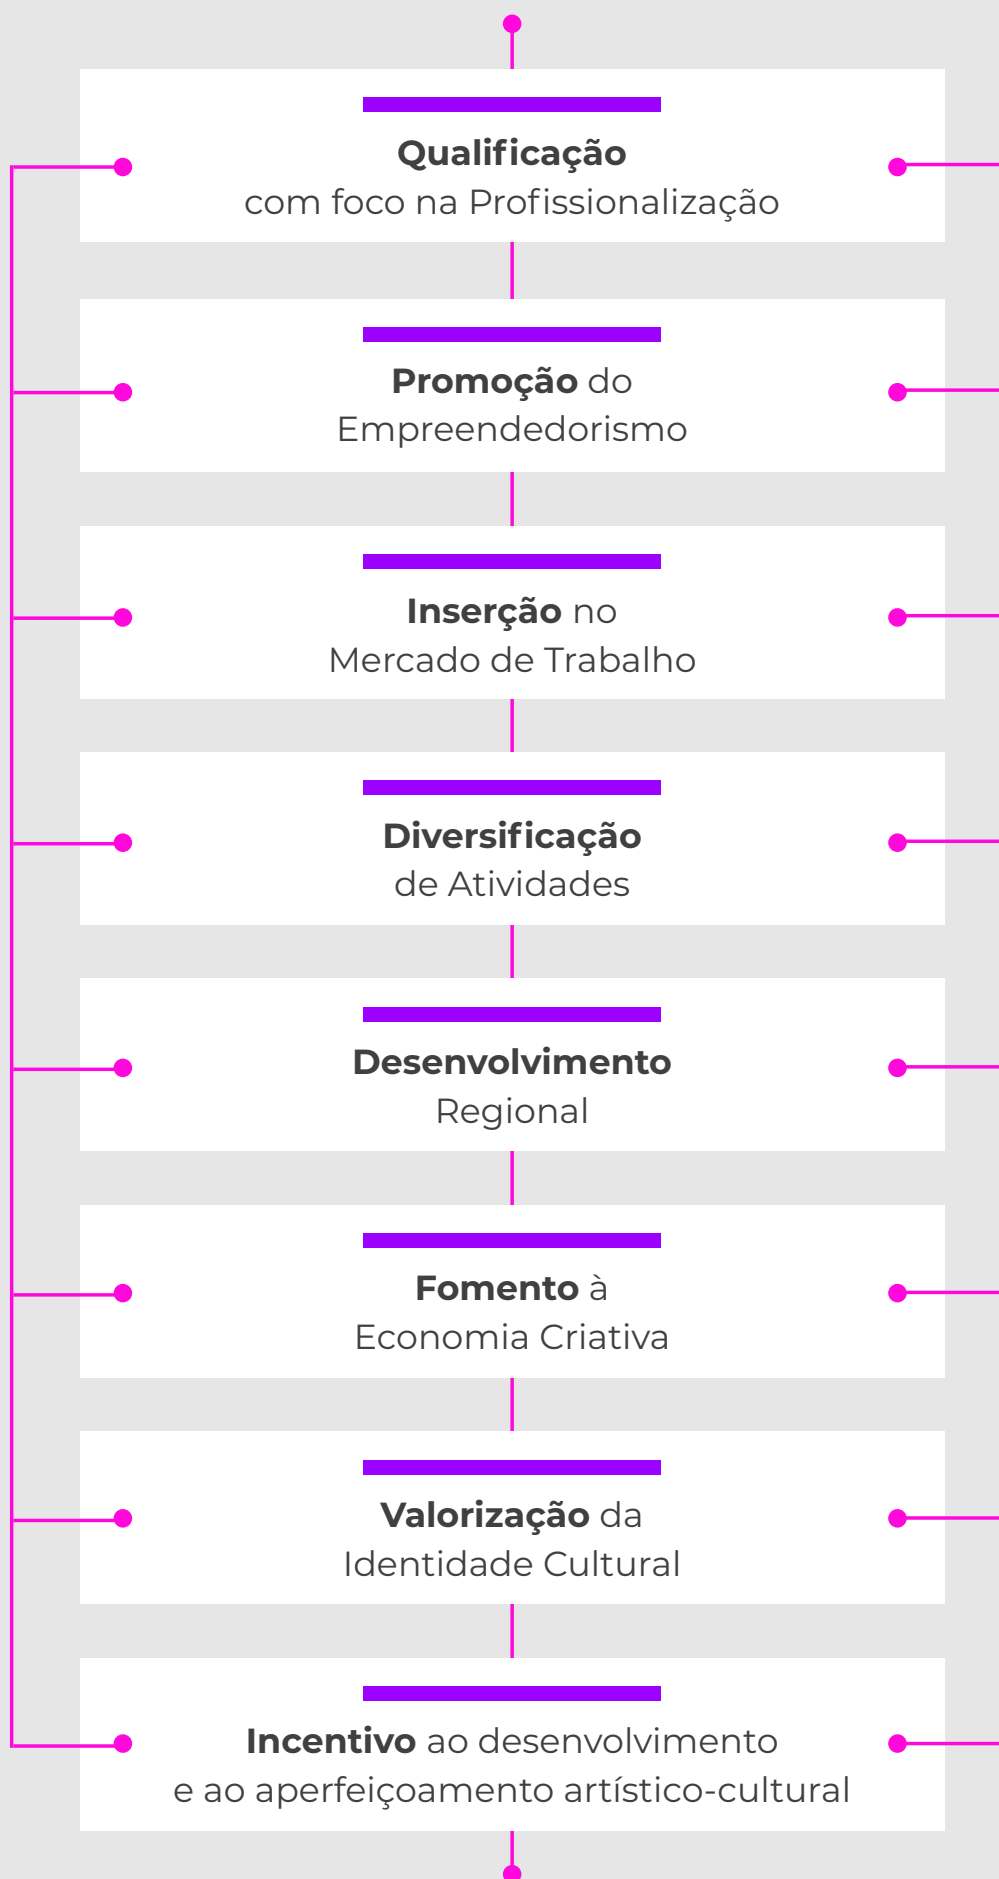 Qualificação
com foco na Profissionalização
Promoção do
Empreendedorismo
Inserção no
Mercado de Trabalho
Diversificação
de Atividades
Desenvolvimento
Regional
Fomento à
Economia Criativa
Valorização da
Identidade Cultural
Incentivo ao desenvolvimento
e ao aperfeiçoamento artístico-cultural